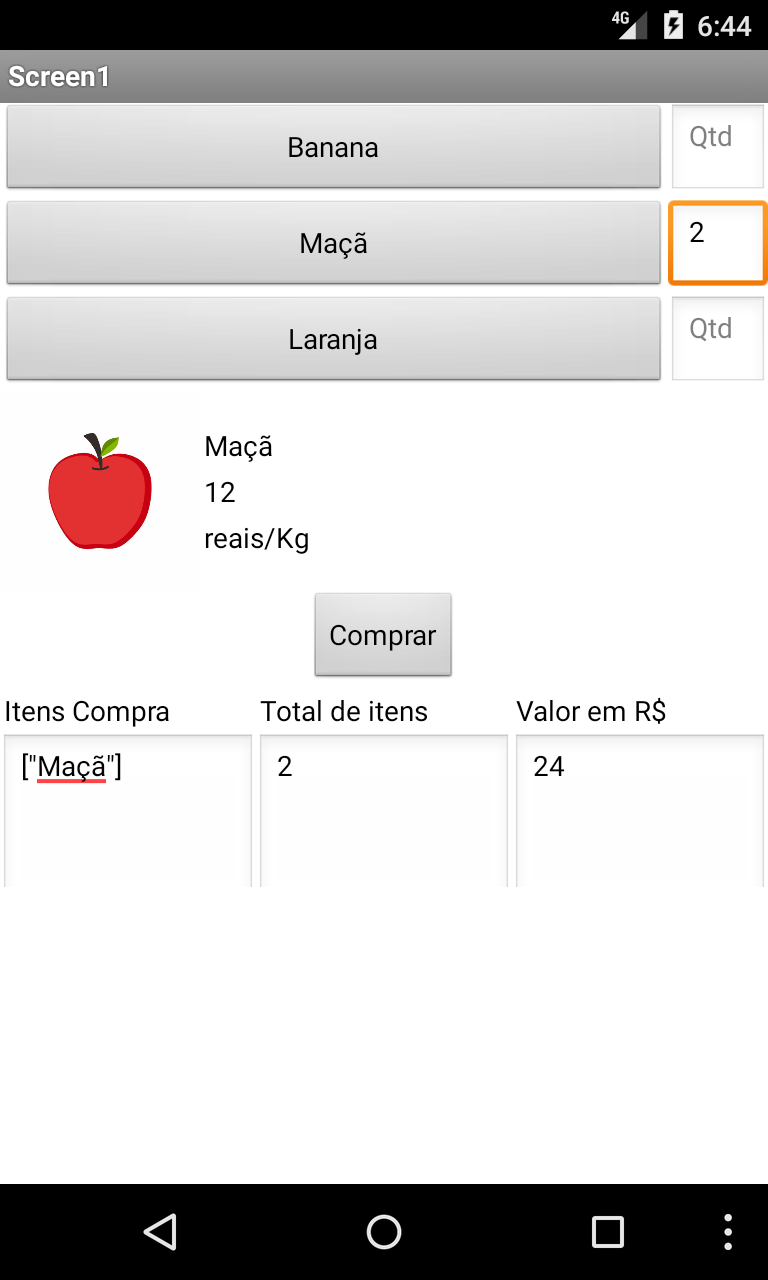 4G 6:44
Screen1
Banana Qtd
Maçã 2
Laranja Qtd
Maçã
12
reais/Kg
Comprar
Itens Compra Total de itens Valor em R$
["Maçã"] 2 24